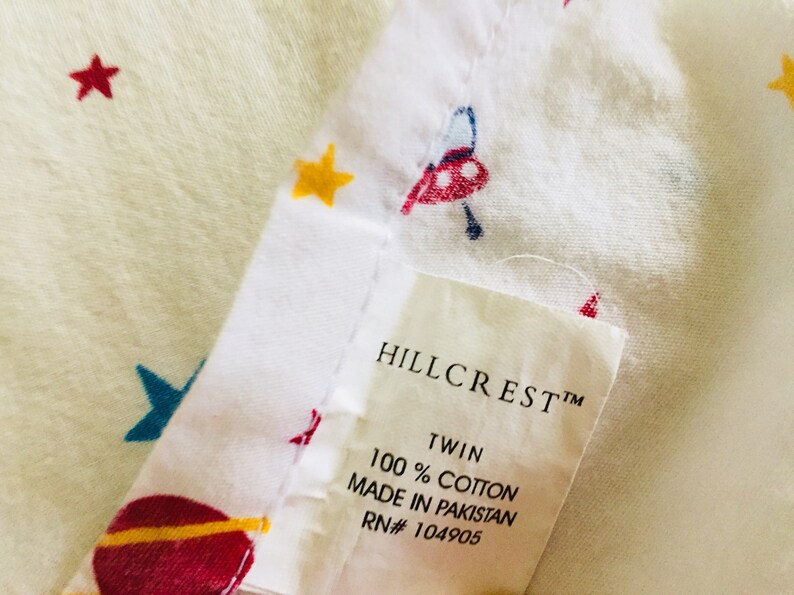 HILLCREST™
TWIN
100 % COTTON
MADE IN PAKISTAN
RN# 104905